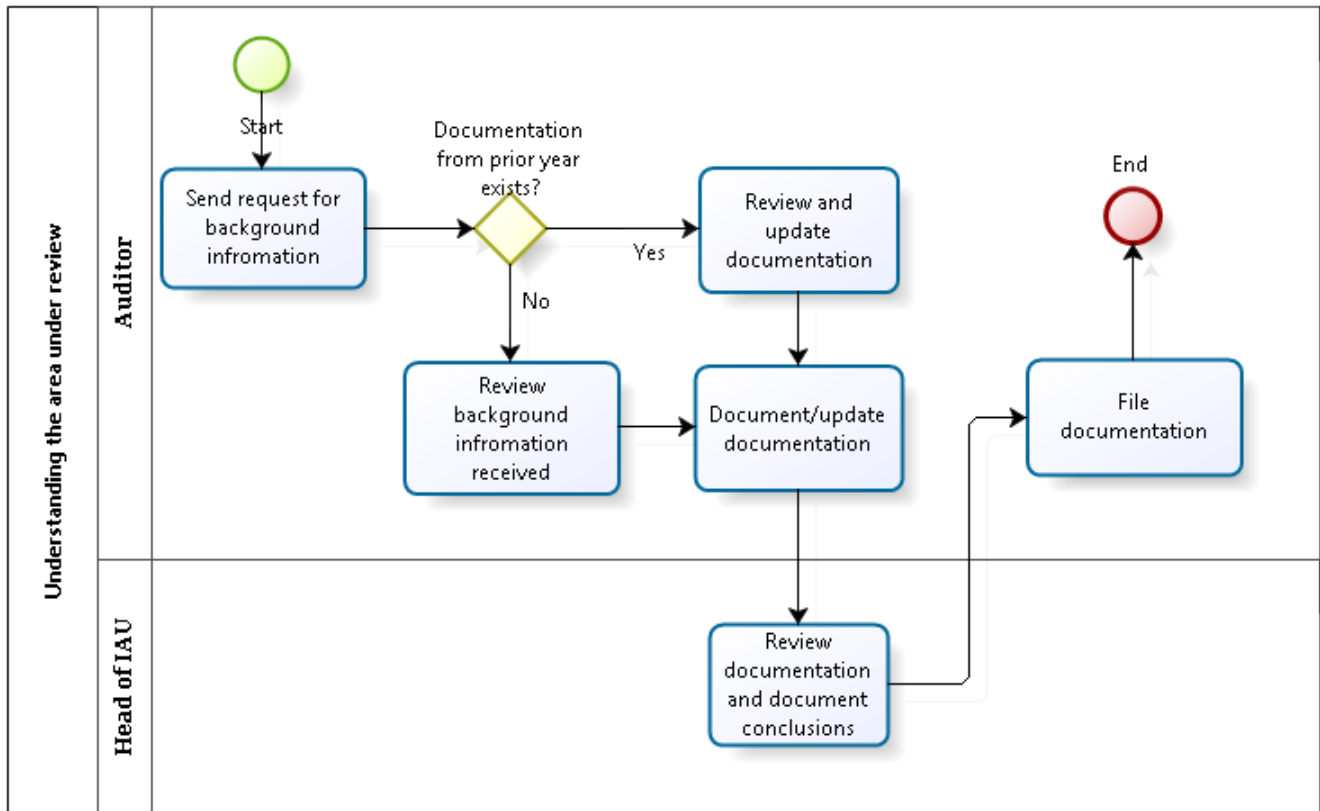 Understanding the area under review
Auditor
Head of IAU
Start
Send request for
background
infromation
Documentation
from prior year
exists?
Yes
No
Review and
update
documentation
Review
background
infromation
received
Document/update
documentation
Review
documentation
and document
conclusions
File
documentation
End